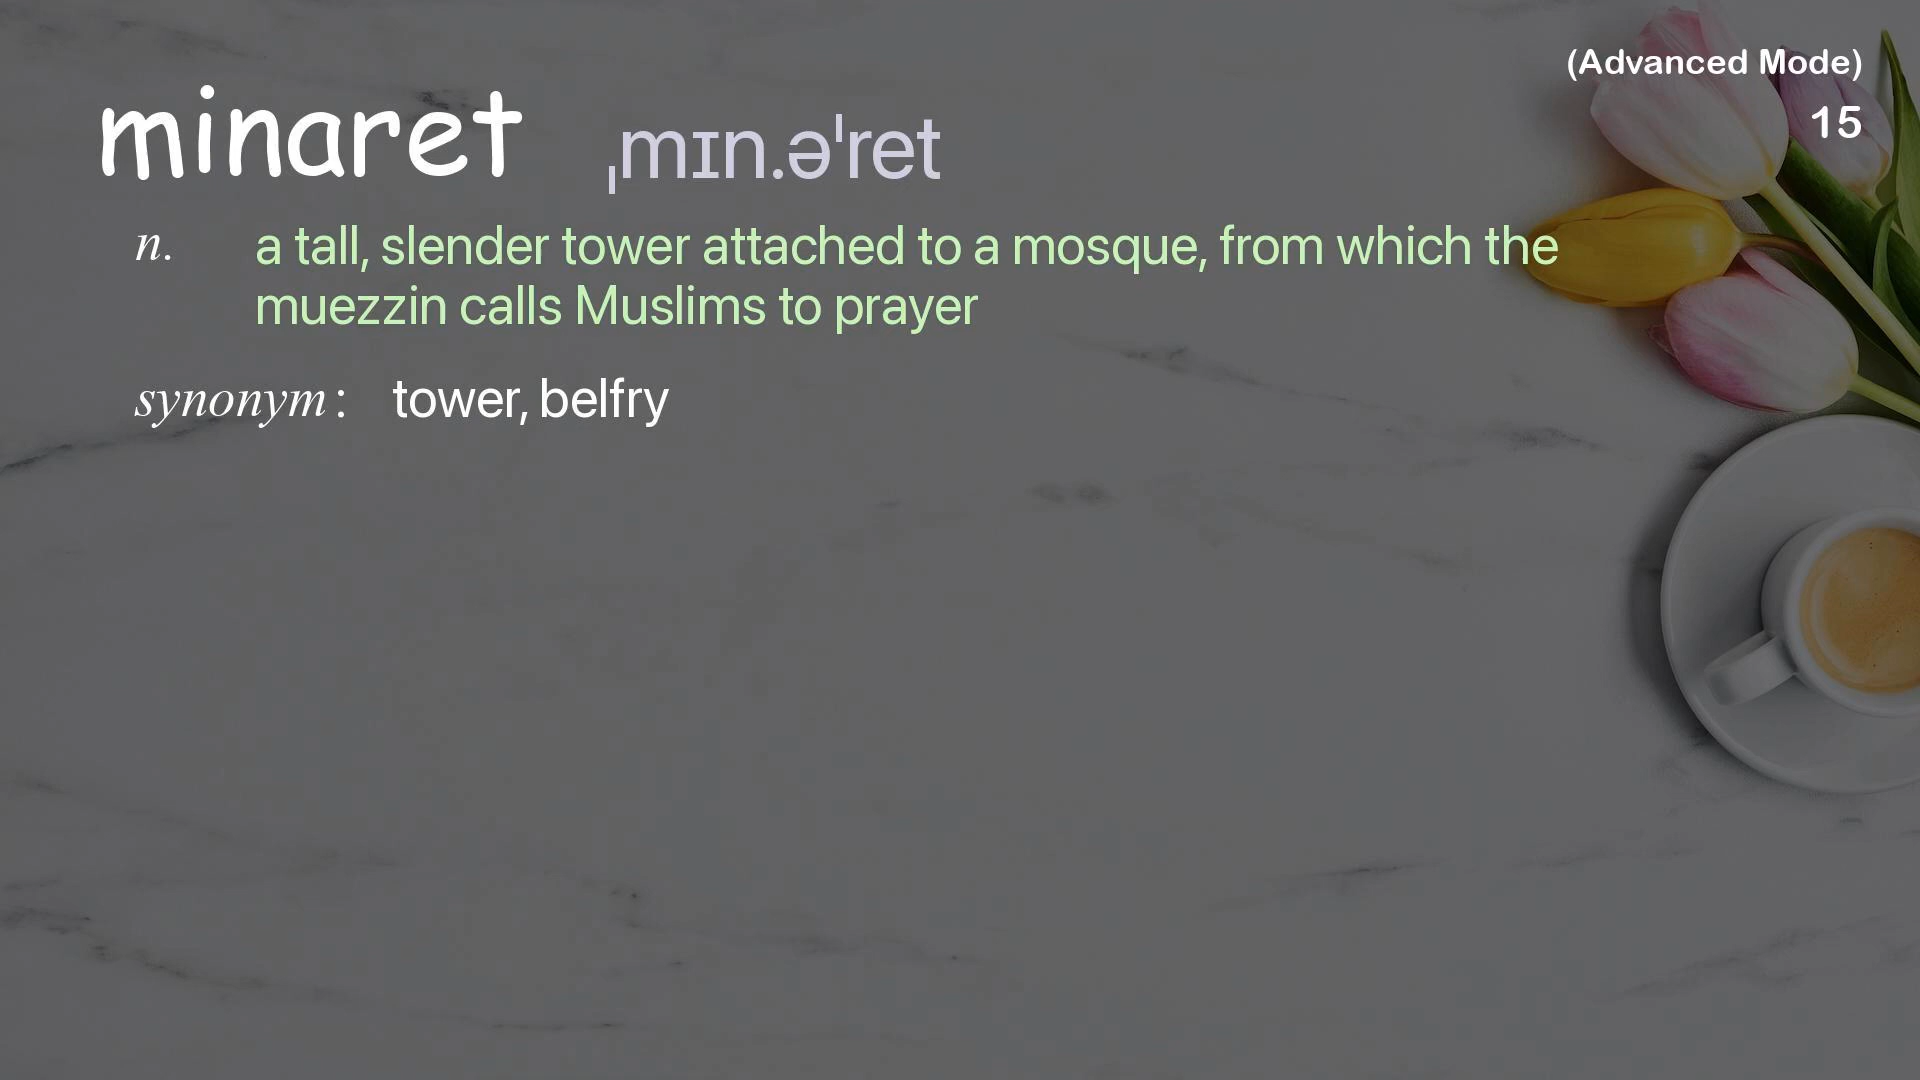 (Advanced Mode)
15
minaret ˌmɪn.əˈret
n. a tall, slender tower attached to a mosque, from which the
muezzin calls Muslims to prayer
synonym: tower, belfry